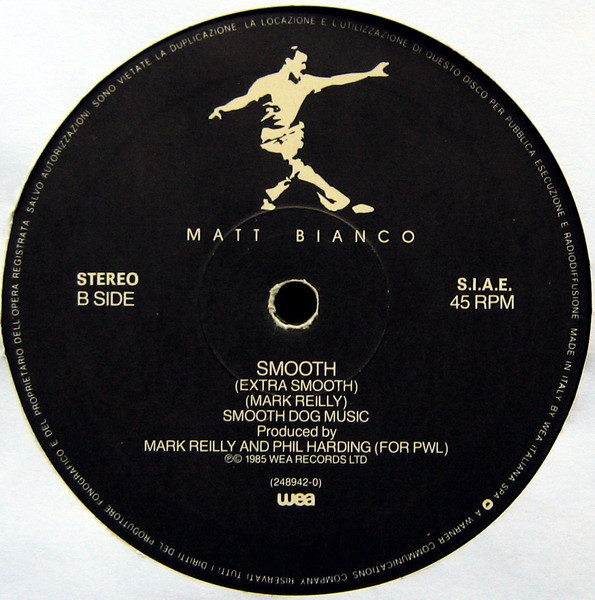 MATT BIANCO
STEREO
B SIDE
S.I.A.E.
45 RPM
SMOOTH
(EXTRA SMOOTH)
(MARK REILLY)
SMOOTH DOG MUSIC
Produced by
MARK REILLY AND PHIL HARDING (FOR PWL)
℗© 1985 WEA RECORDS LTD
(248942-0)
wea
TUTTI I DIRITTI DEL PRODUTTORE FONOGRAFICO E DEL PROPRIETARIO DELL'OPERA REGISTRATA. SALVO AUTORIZZAZIONI, SONO VIETATE LA DUPLICAZIONE, LA LOCAZIONE E L'UTILIZZAZIONE DI QUESTO DISCO PER PUBBLICA ESECUZIONE E RADIODIFFUSIONE. MADE IN ITALY BY WEA ITALIANA SPA A WARNER COMMUNICATIONS COMPANY RISERVATI